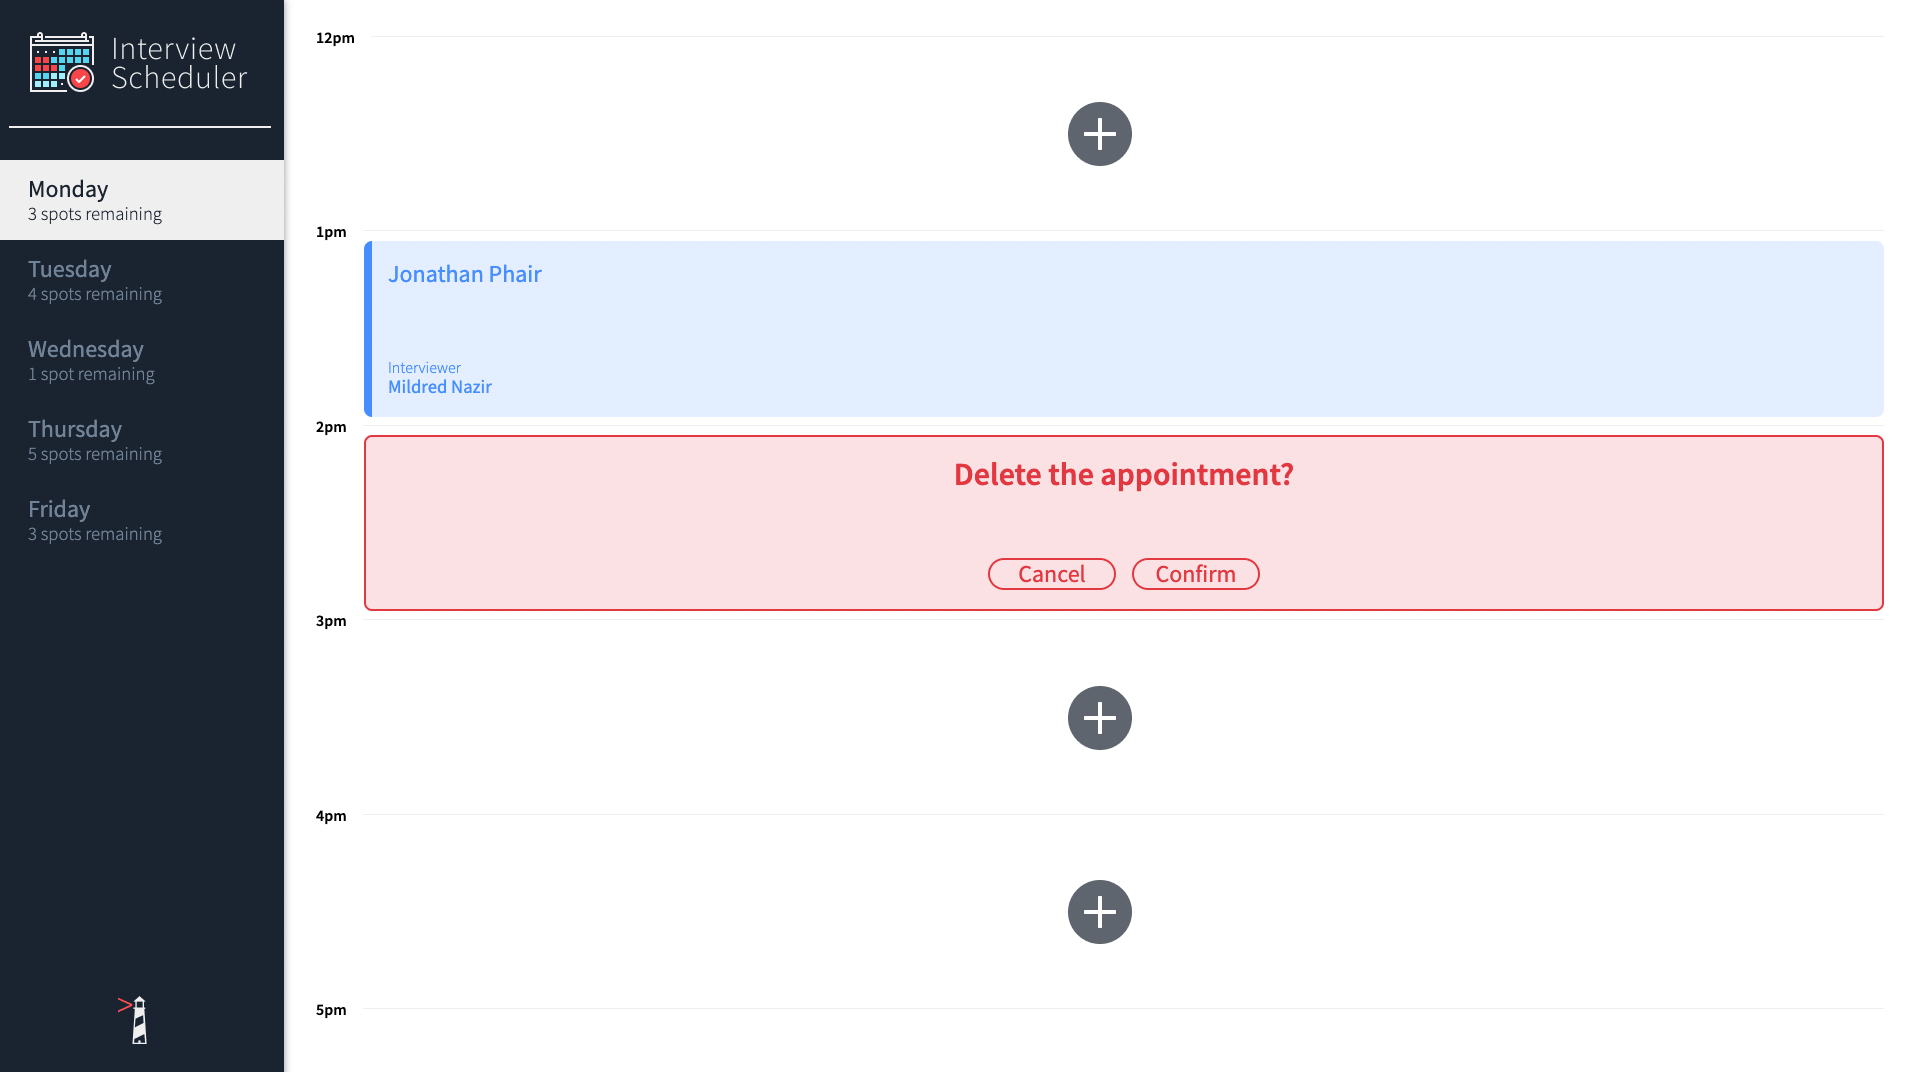 Interview
Scheduler
Monday
3 spots remaining
Tuesday
4 spots remaining
Wednesday
1 spot remaining
Thursday
5 spots remaining
Friday
3 spots remaining
12pm
1pm
Jonathan Phair
Interviewer
Mildred Nazir
2pm
Delete the appointment?
Cancel Confirm
3pm
4pm
5pm